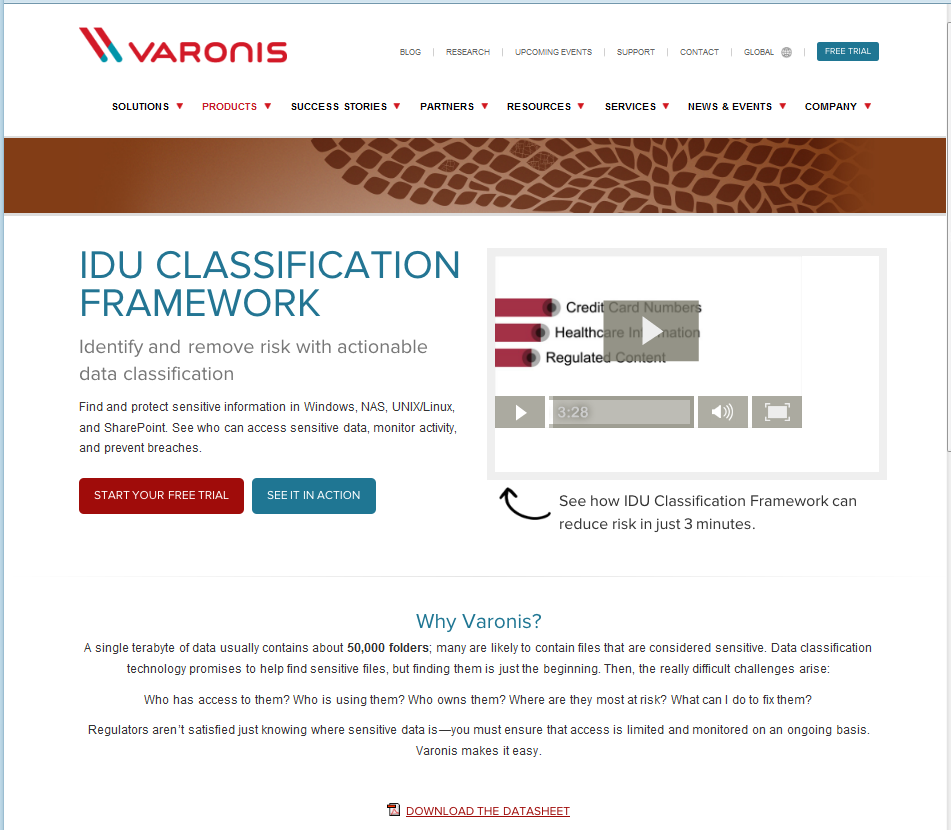 VARONIS
BLOG RESEARCH UPCOMING EVENTS SUPPORT CONTACT GLOBAL FREE TRIAL
SOLUTIONS PRODUCTS SUCCESS STORIES PARTNERS RESOURCES SERVICES NEWS & EVENTS COMPANY
IDU CLASSIFICATION
FRAMEWORK
Identify and remove risk with actionable
data classification
Find and protect sensitive information in Windows, NAS, UNIX/Linux,
and SharePoint. See who can access sensitive data, monitor activity,
and prevent breaches.
START YOUR FREE TRIAL SEE IT IN ACTION
Credit Card Numbers
Healthcare Information
Regulated Content
3:28
See how IDU Classification Framework can
reduce risk in just 3 minutes.
Why Varonis?
A single terabyte of data usually contains about 50,000 folders; many are likely to contain files that are considered sensitive. Data classification
technology promises to help find sensitive files, but finding them is just the beginning. Then, the really difficult challenges arise:
Who has access to them? Who is using them? Who owns them? Where are they most at risk? What can I do to fix them?
Regulators aren't satisfied just knowing where sensitive data is—you must ensure that access is limited and monitored on an ongoing basis.
Varonis makes it easy.
DOWNLOAD THE DATASHEET